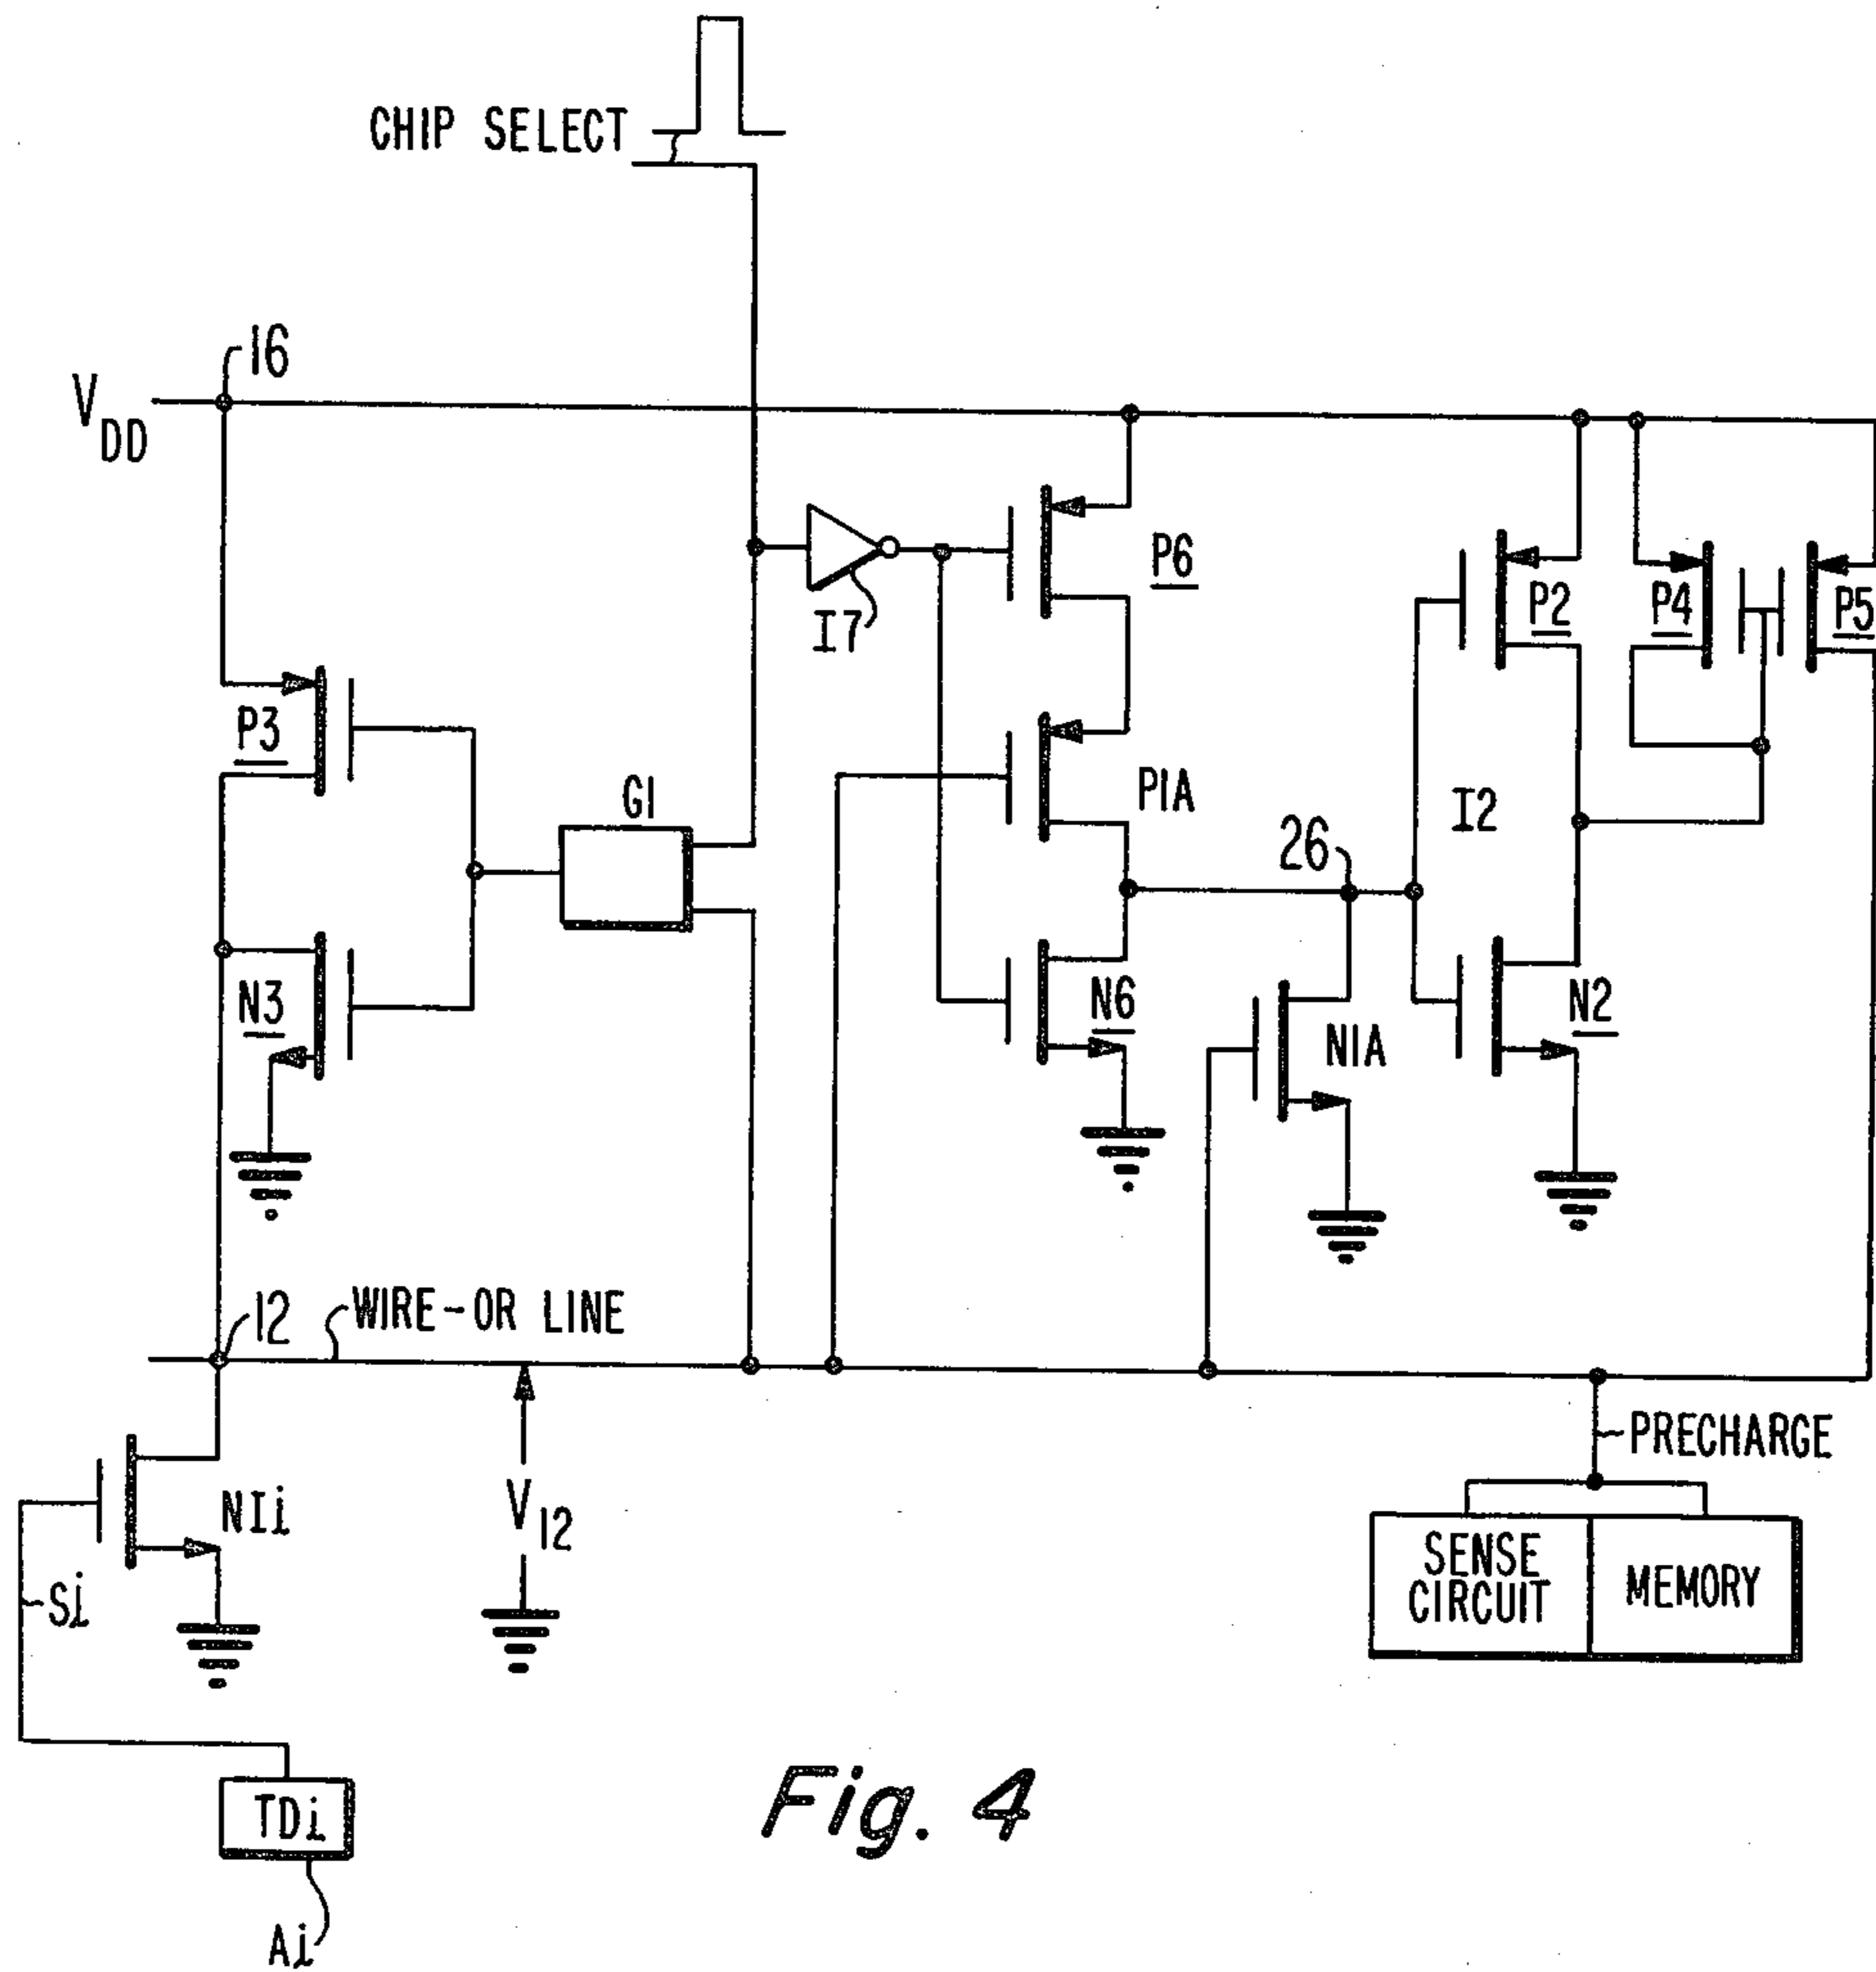 CHIP SELECT
16
V DD
P6
P2
P4
P5
I7
P3
G1
P1A
I2
26
N3
N6
N1A
N2
12
WIRE-OR LINE
PRECHARGE
N1i
V12
SENSE
CIRCUIT
MEMORY
Si
TDi
Fig. 4
Ai